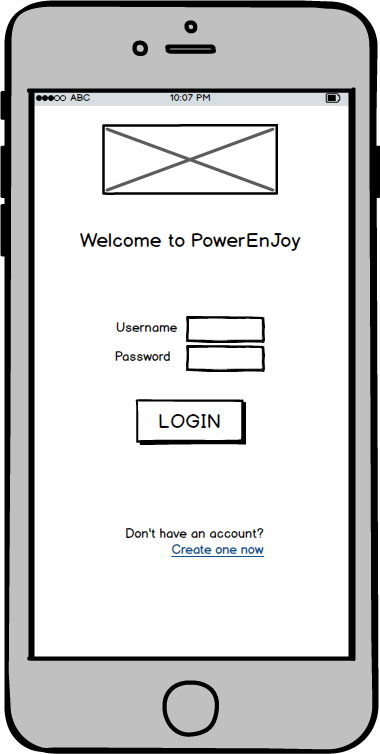 ABC 10:07 PM
Welcome to PowerEnJoy
Username
Password
LOGIN
Don't have an account?
Create one now